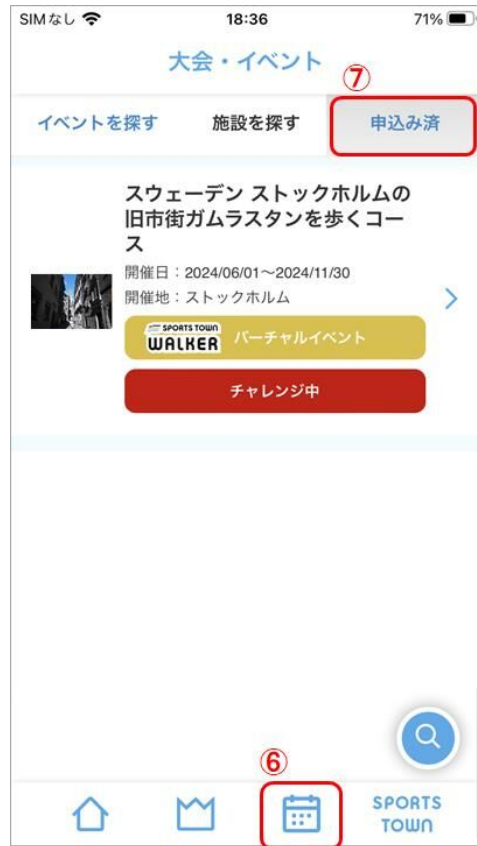 SIMなし 18:36 71%
大会・イベント
⑦
イベントを探す 施設を探す 申込み済
スウェーデン ストックホルムの
旧市街ガムラスタンを歩くコー
ス
開催日：2024/06/01～2024/11/30
開催地：ストックホルム
SPORTS TOWN
WALKER バーチャルイベント
チャレンジ中
⑥
SPORTS
TOWN